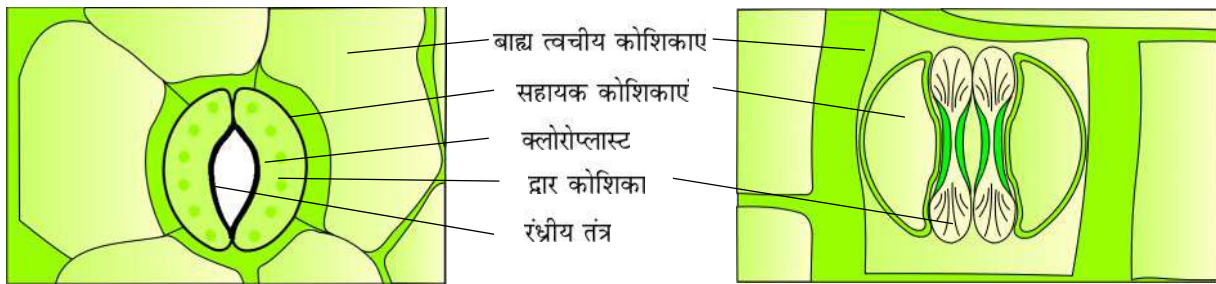 बाह्य त्वचीय कोशिकाएं
सहायक कोशिकाएं
क्लोरोप्लास्ट
द्वार कोशिका
रंध्रीय तंत्र